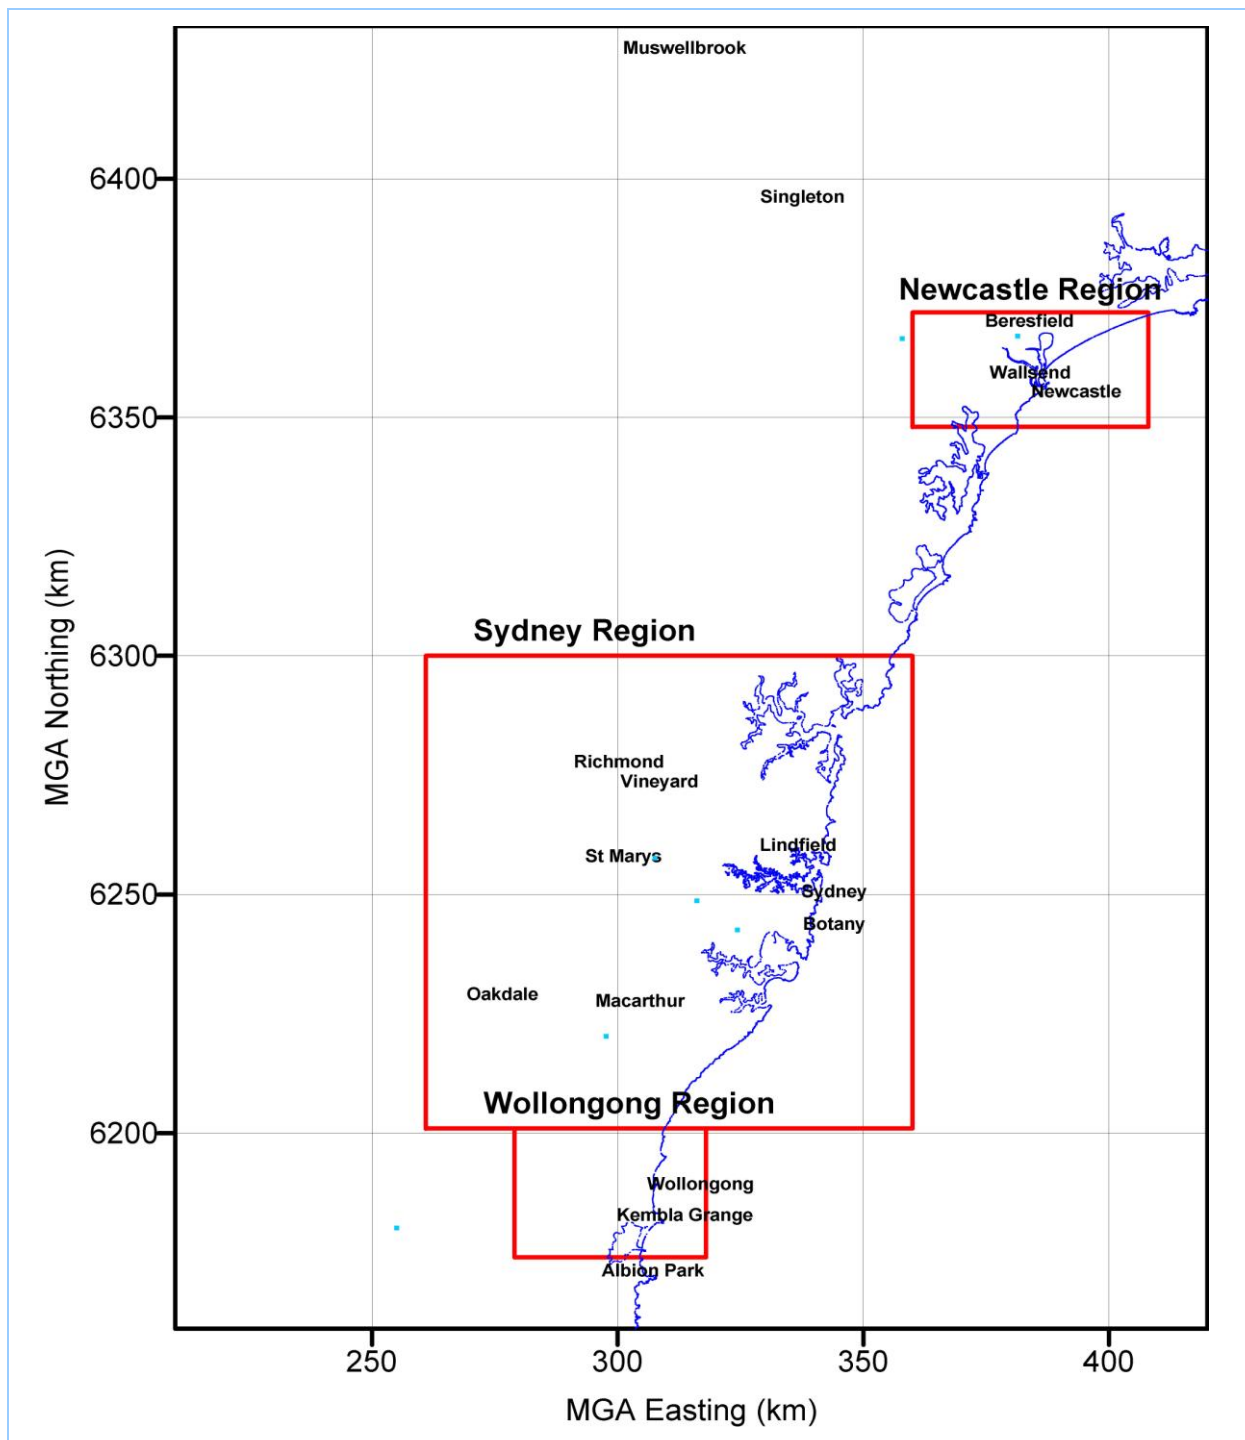 Muswellbrook
6400
Singleton
Newcastle Region
Beresfield
Wallsend
Newcastle
6350
MGA Northing (km)
Sydney Region
6300
Richmond
Vineyard
Lindfield
St Marys
Sydney
6250
Botany
Oakdale
Macarthur
Wollongong Region
6200
Wollongong
Kembla Grange
Albion Park
250 300 350 400
MGA Easting (km)